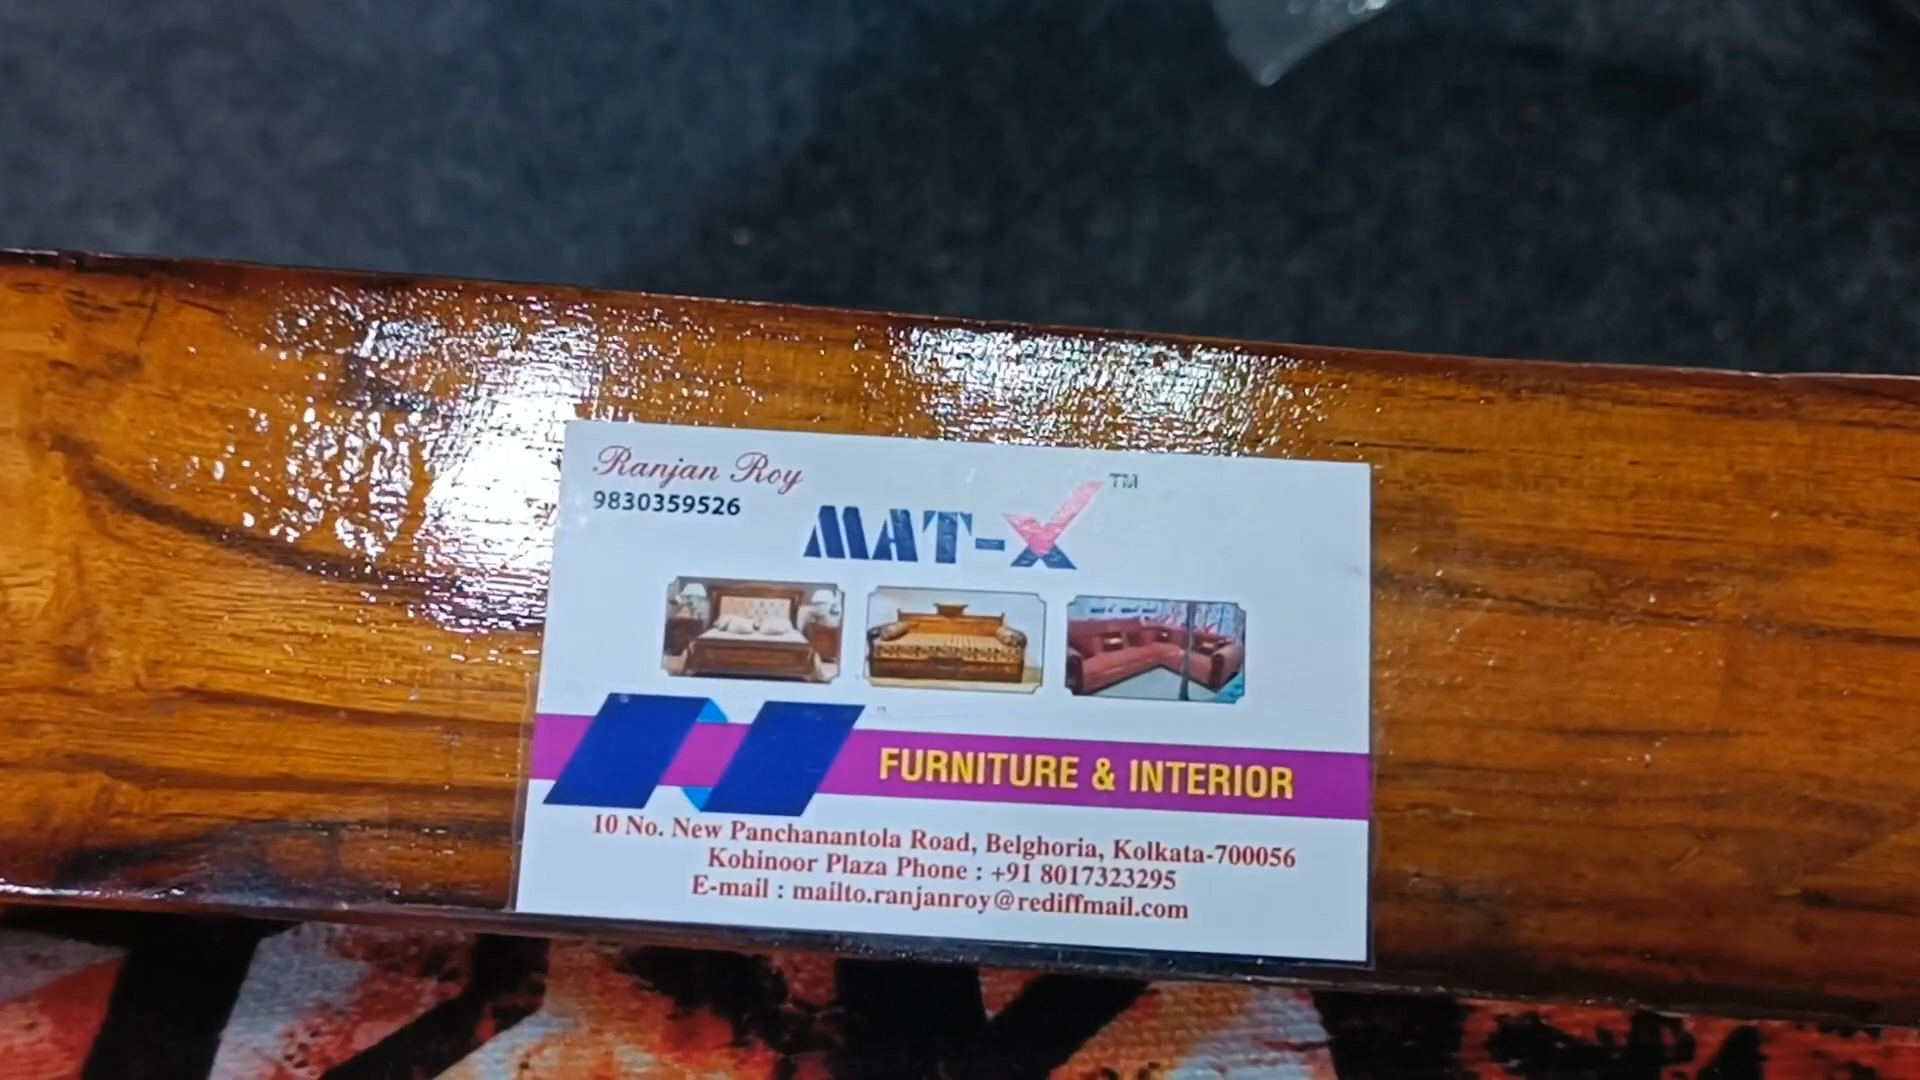 Ranjan Roy
9830359526
MAT-X™
FURNITURE & INTERIOR
10 No. New Panchanantola Road, Belghoria, Kolkata-700056
Kohinoor Plaza Phone : +91 8017323295
E-mail : mailto.ranjanroy@rediffmail.com